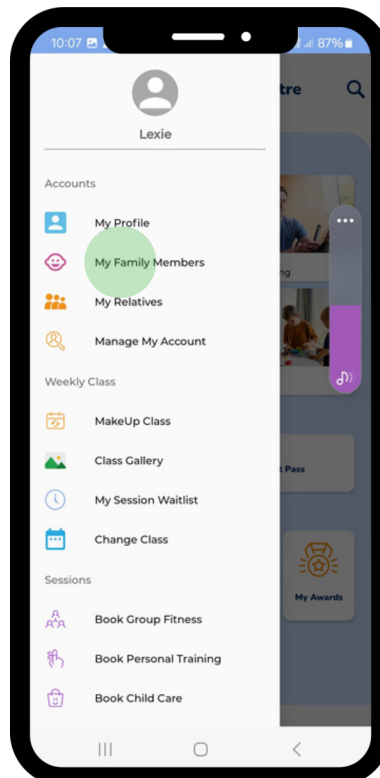 10:07
87%
tre
Lexie
Accounts
My Profile
My Family Members
My Relatives
Manage My Account
Weekly Class
MakeUp Class
Class Gallery
My Session Waitlist
Change Class
Sessions
Book Group Fitness
Book Personal Training
Book Child Care
ng
Pass
My Awards